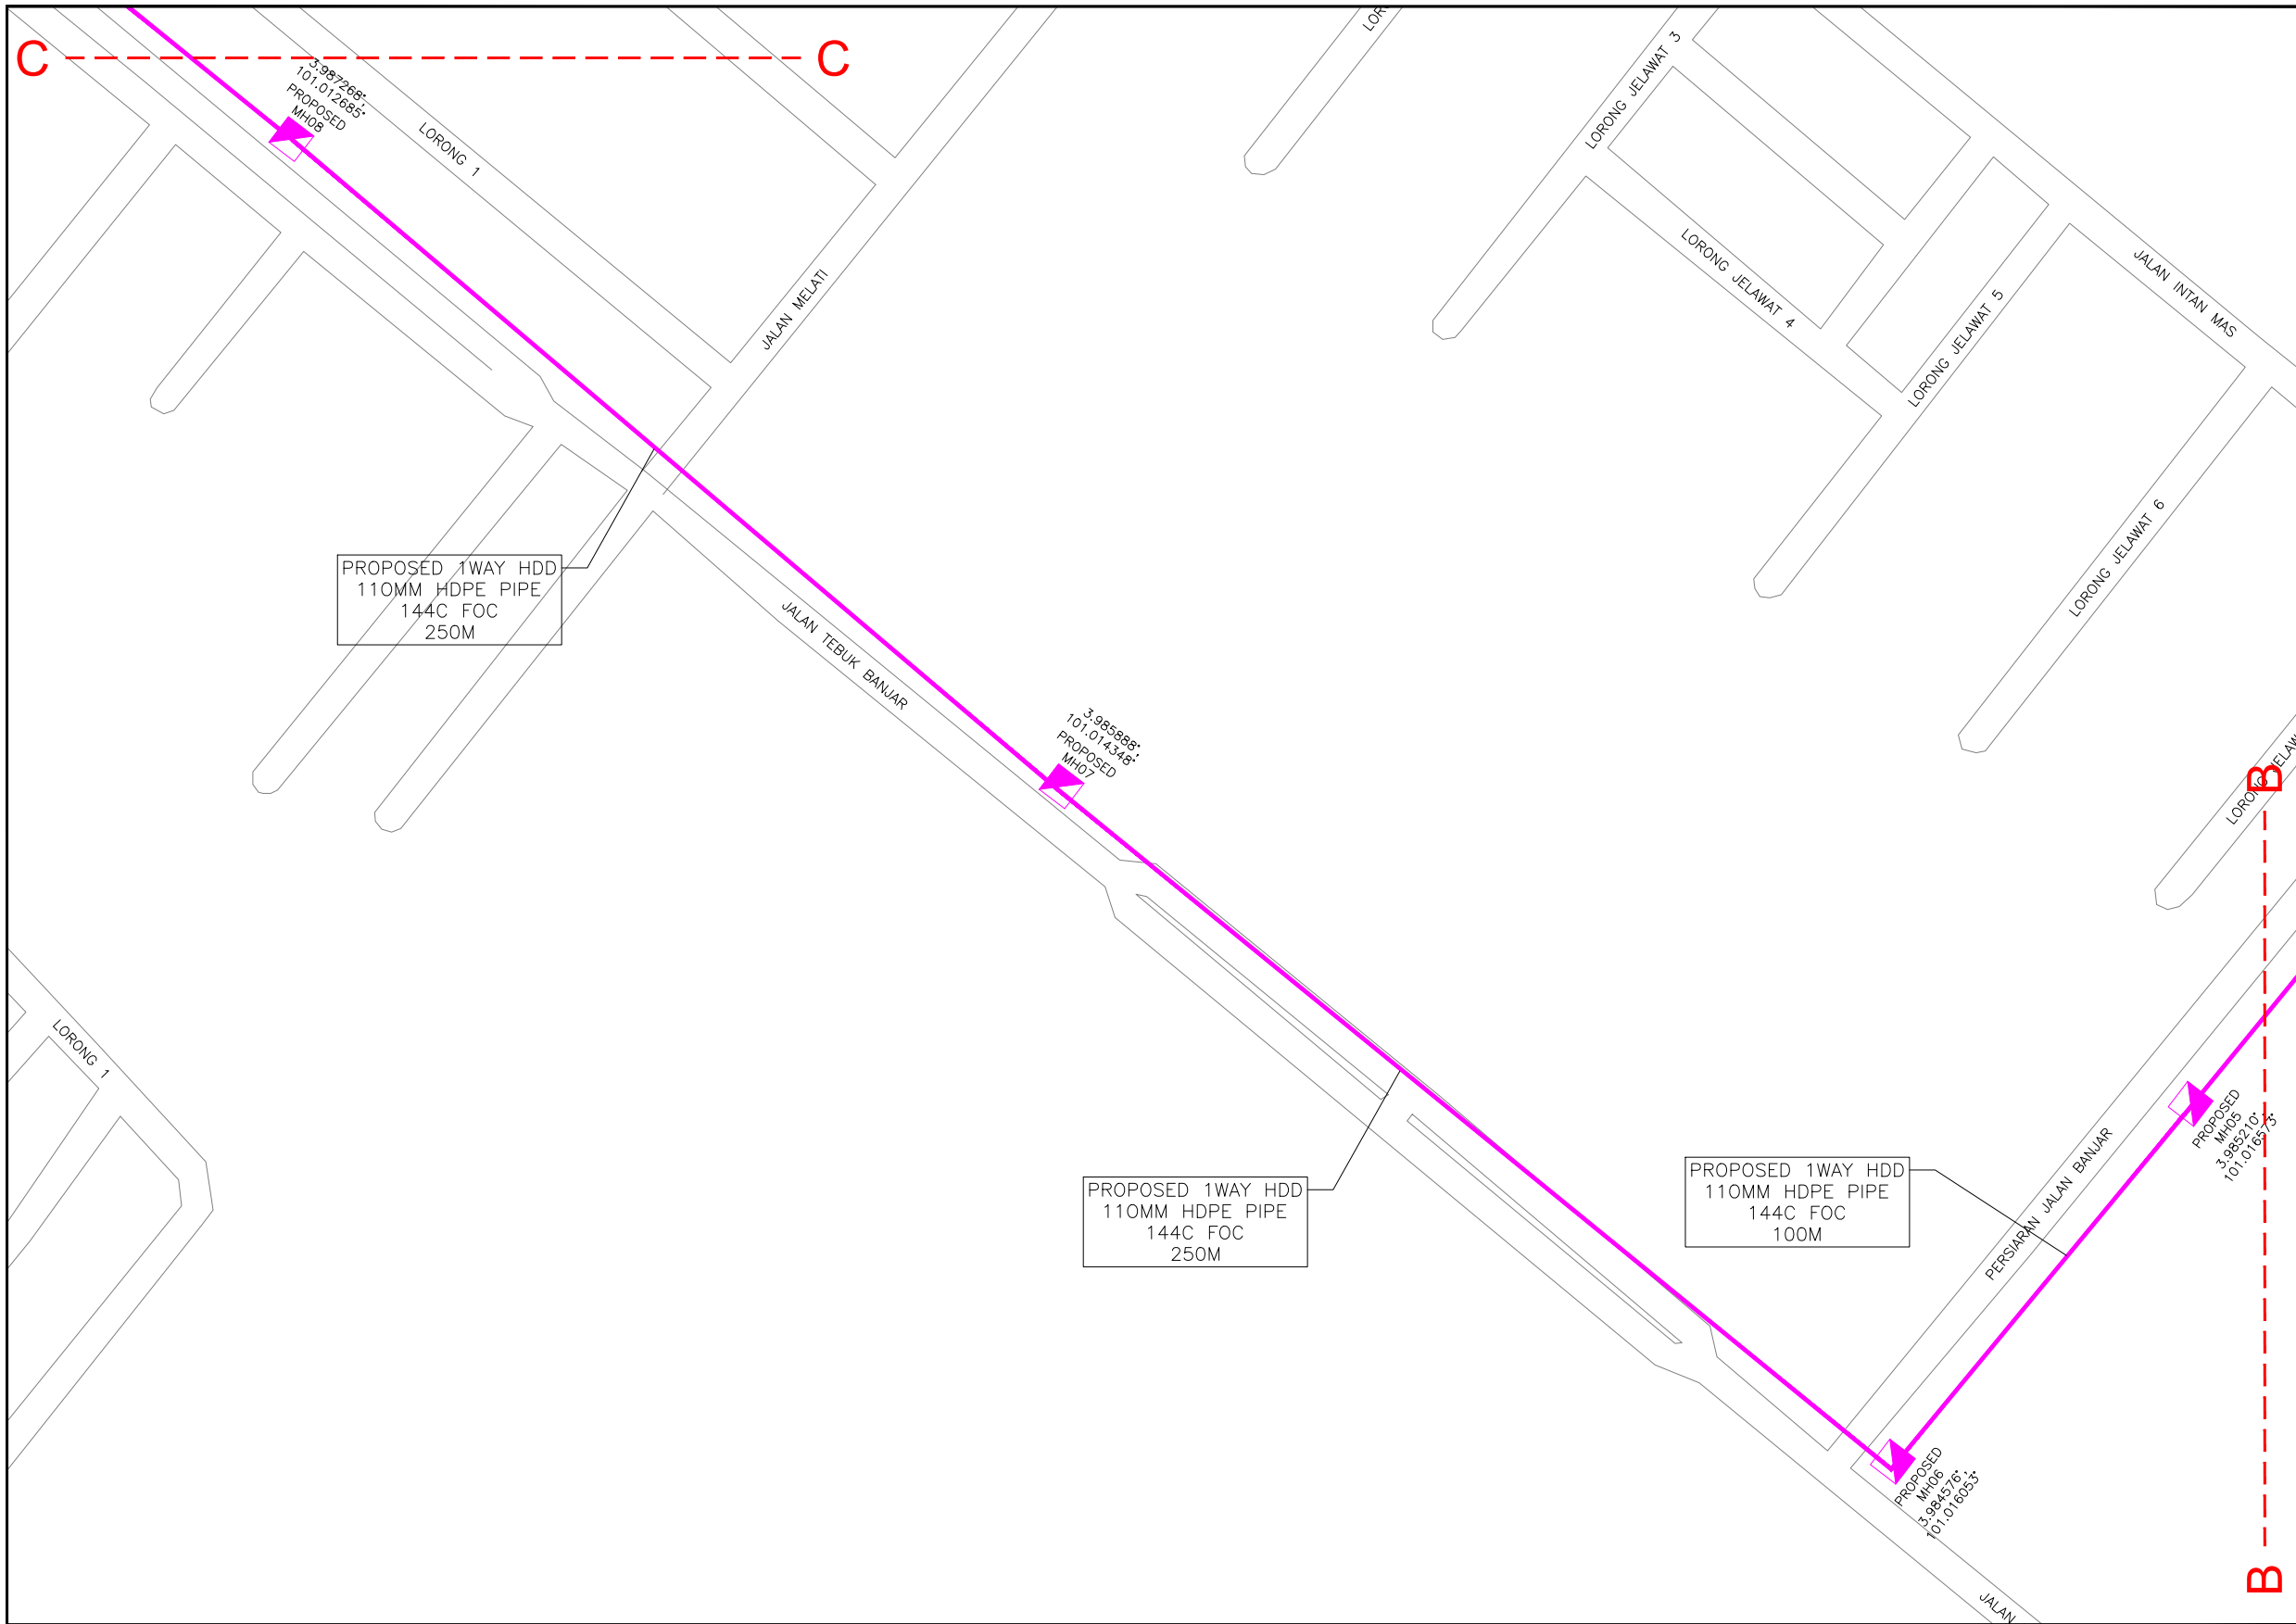 C
C
3.987268°,
101.012685°
PROPOSED
MH08
LORONG 1
JALAN MELATI
LORONG JELAWAT 3
LORONG JELAWAT 4
LORONG JELAWAT 5
JALAN INTAN MAS
LORONG JELAWAT 6
PROPOSED 1WAY HDD
110MM HDPE PIPE
144C FOC
250M
JALAN TEBUK BANJAR
3.985888°,
101.014348°
PROPOSED
MH07
B
LORONG
LORONG 1
PROPOSED 1WAY HDD
110MM HDPE PIPE
144C FOC
250M
PROPOSED 1WAY HDD
110MM HDPE PIPE
144C FOC
100M
PERSIARAN JALAN BANJAR
PROPOSED
MH05
3.985210°,
101.016573°
PROPOSED
MH06
3.984576°,
101.016053°
B
JALAN